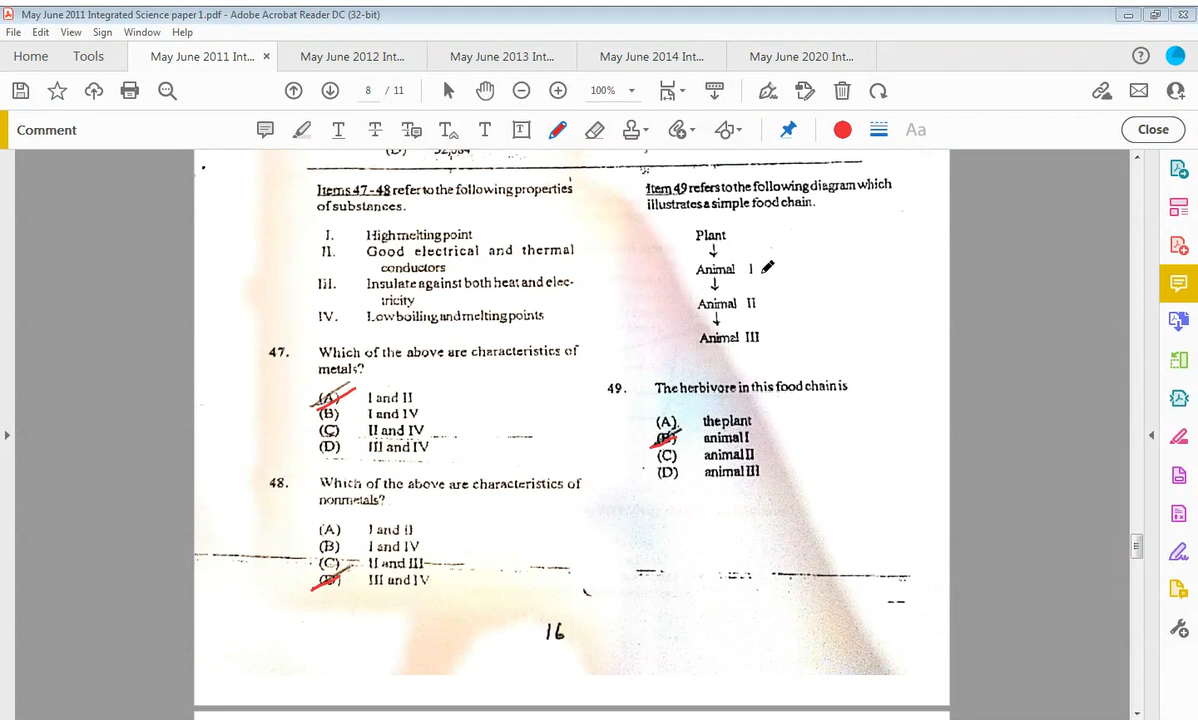 May June 2011 Integrated Science paper 1.pdf - Adobe Acrobat Reader DC (32-bit)
File Edit View Sign Window Help
Home Tools May June 2011 Int... × May June 2012 Int... May June 2013 Int... May June 2014 Int... May June 2020 Int...
8 / 11 100%
Comment Close
Items 47-48 refer to the following properties
of substances.
I. High melting point
II. Good electrical and thermal
conductors
III. Insulate against both heat and elec-
tricity
IV. Low boiling and melting points
47. Which of the above are characteristics of
metals?
(A) I and II
(B) I and IV
(C) II and IV
(D) III and IV
48. Which of the above are characteristics of
nonmetals?
(A) I and II
(B) I and IV
(C) II and III
(D) III and IV
16
Item 49 refers to the following diagram which
illustrates a simple food chain.
Plant
↓
Animal I
↓
Animal II
↓
Animal III
49. The herbivore in this food chain is
(A) the plant
(B) animal I
(C) animal II
(D) animal III